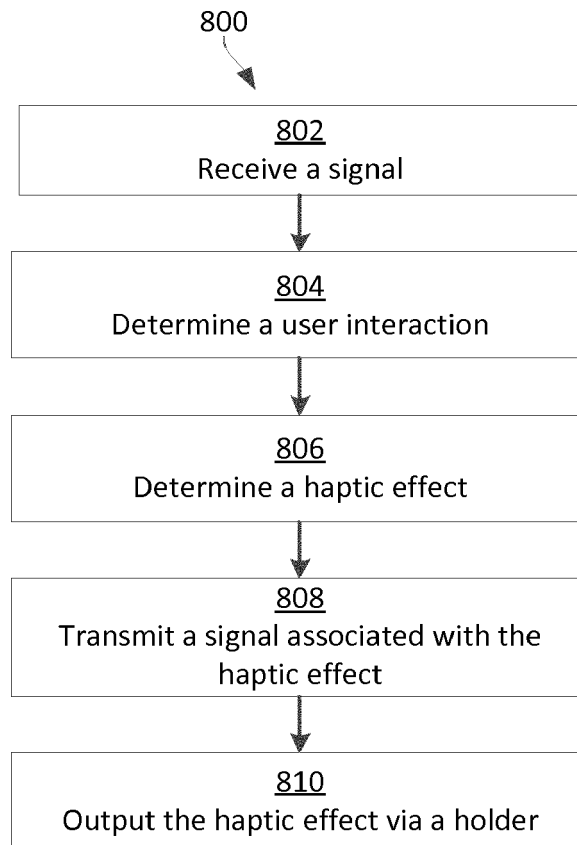 800
802
Receive a signal
804
Determine a user interaction
806
Determine a haptic effect
808
Transmit a signal associated with the
haptic effect
810
Output the haptic effect via a holder